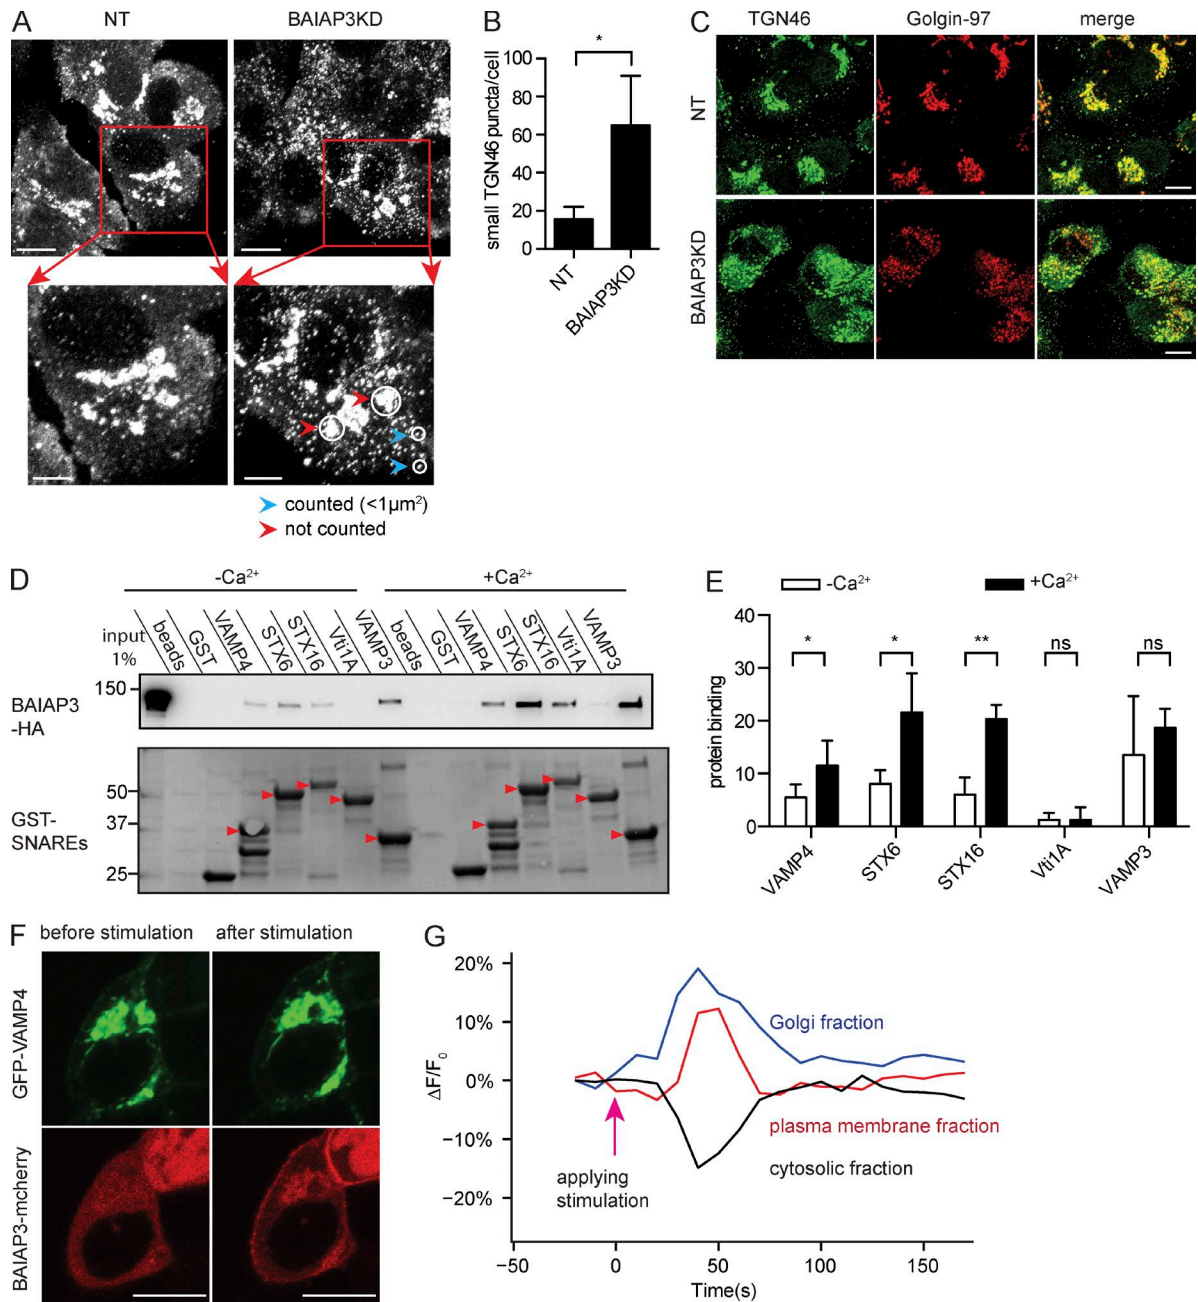 A
NT
BAIAP3KD
counted (<1µm²)
not counted
B
small TGN46 puncta/cell
100
80
60
40
20
0
*
NT
BAIAP3KD
C
TGN46
Golgin-97
merge
NT
BAIAP3KD
D
-Ca²⁺
+Ca²⁺
input
1%
beads
GST
VAMP4
STX6
STX16
Vti1A
VAMP3
beads
GST
VAMP4
STX6
STX16
Vti1A
VAMP3
150
BAIAP3
-HA
50
37
25
GST-
SNAREs
E
-Ca²⁺
+Ca²⁺
protein binding
40
30
20
10
0
*
*
**
ns
ns
VAMP4
STX6
STX16
Vti1A
VAMP3
F
before stimulation
after stimulation
GFP-VAMP4
BAIAP3-mcherry
G
ΔF/F₀
20%
10%
0%
−10%
−20%
Golgi fraction
plasma membrane fraction
cytosolic fraction
applying
stimulation
−50
0
50
100
150
Time(s)